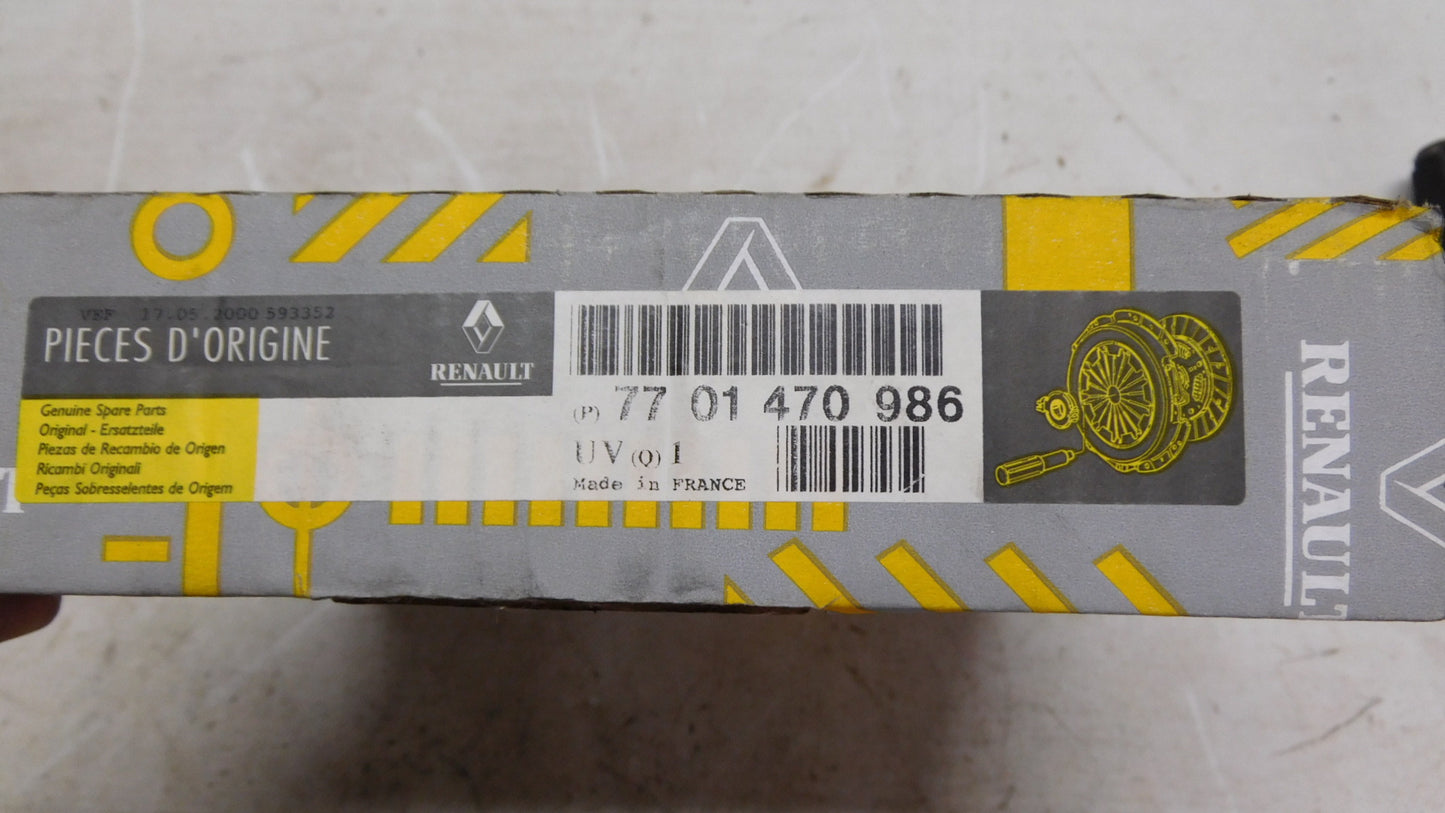 VBF 17.05.2000 593352
PIECES D'ORIGINE
RENAULT
Genuine Spare Parts
Original - Ersatzteile
Piezas de Recambio de Origen
Ricambi Originali
Peças Sobresselentes de Origem
(P) 77 01 470 986
UV (Q) 1
Made in FRANCE
RENAULT